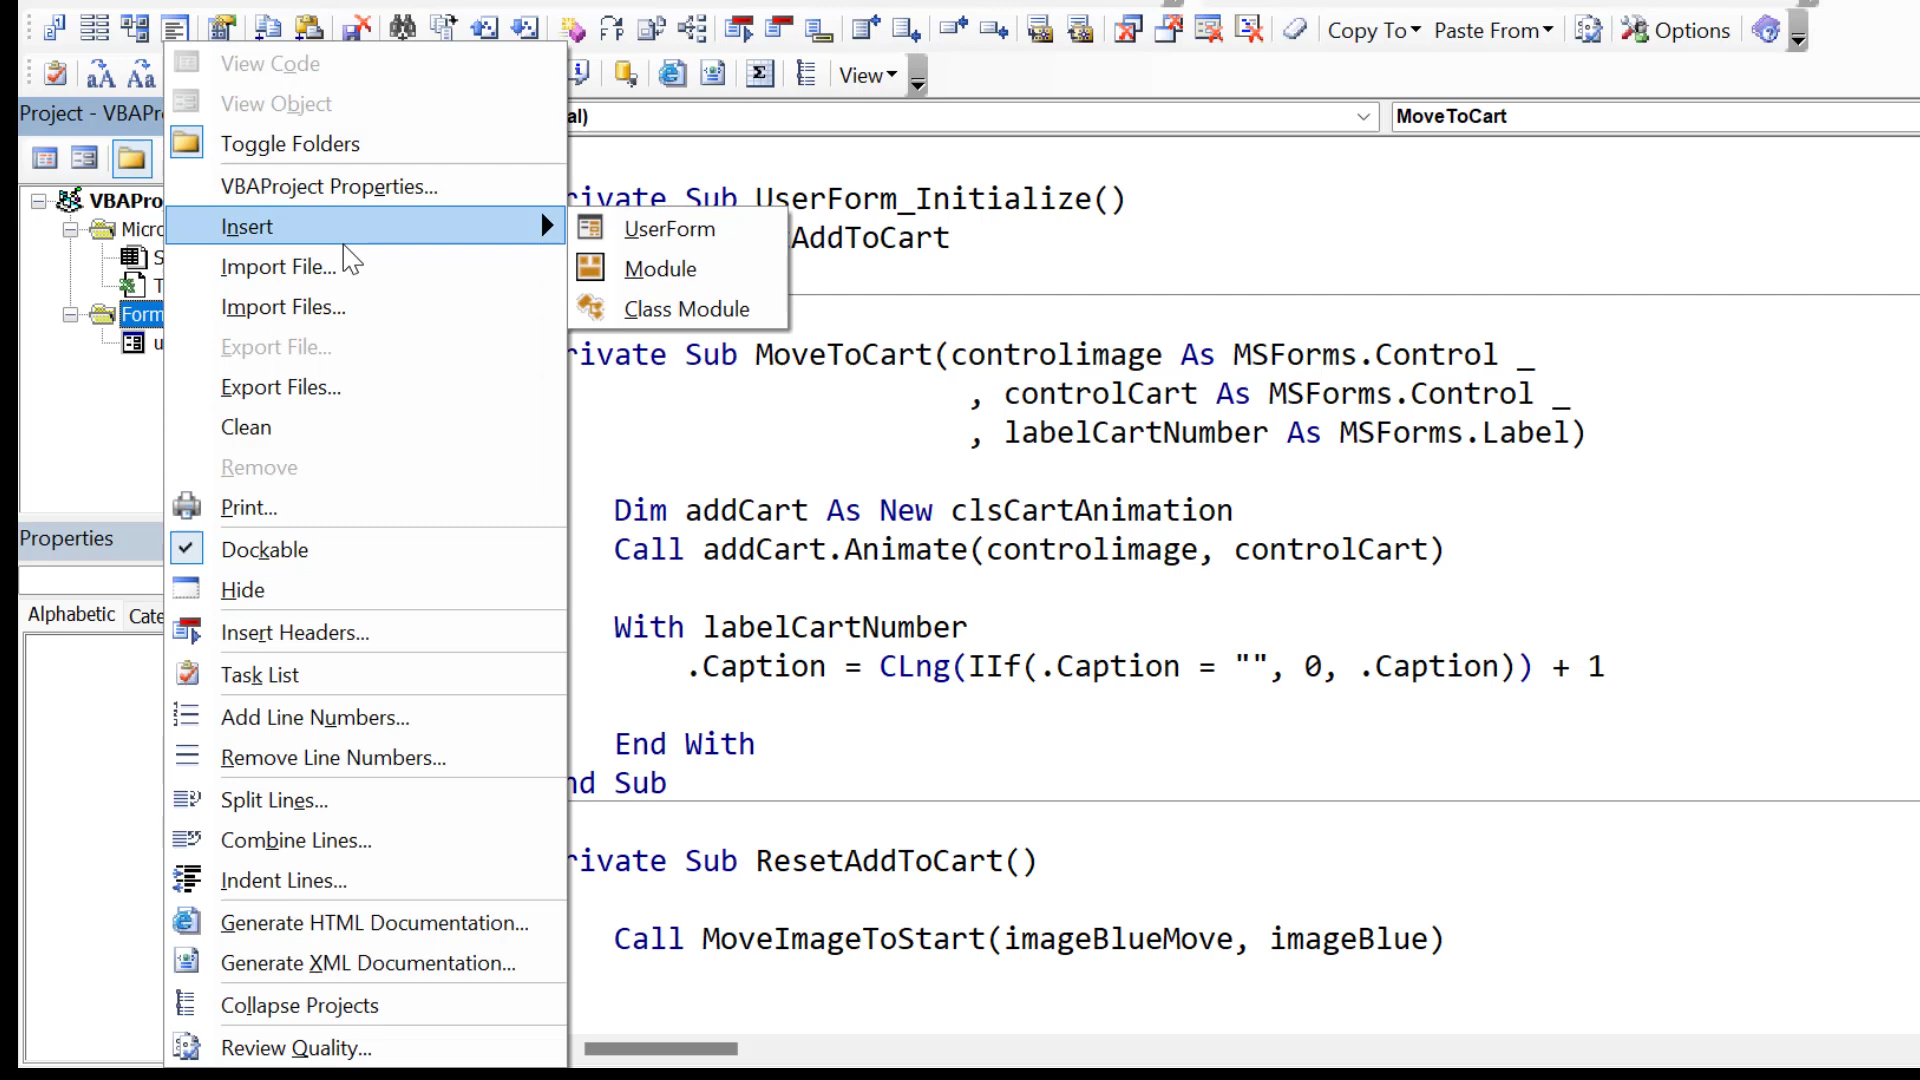 Copy To
Paste From
Options
View
Project - VBAPr
al)
MoveToCart
VBAPro
Micro
S
T
Form
u
Properties
Alphabetic
Cate
View Code
View Object
Toggle Folders
VBAProject Properties...
Insert
Import File...
Import Files...
Export File...
Export Files...
Clean
Remove
Print...
Dockable
Hide
Insert Headers...
Task List
Add Line Numbers...
Remove Line Numbers...
Split Lines...
Combine Lines...
Indent Lines...
Generate HTML Documentation...
Generate XML Documentation...
Collapse Projects
Review Quality...
UserForm
Module
Class Module
rivate Sub UserForm_Initialize()
AddToCart
rivate Sub MoveToCart(controlimage As MSForms.Control _
, controlCart As MSForms.Control _
, labelCartNumber As MSForms.Label)
Dim addCart As New clsCartAnimation
Call addCart.Animate(controlimage, controlCart)
With labelCartNumber
.Caption = CLng(IIf(.Caption = "", 0, .Caption)) + 1
End With
nd Sub
rivate Sub ResetAddToCart()
Call MoveImageToStart(imageBlueMove, imageBlue)